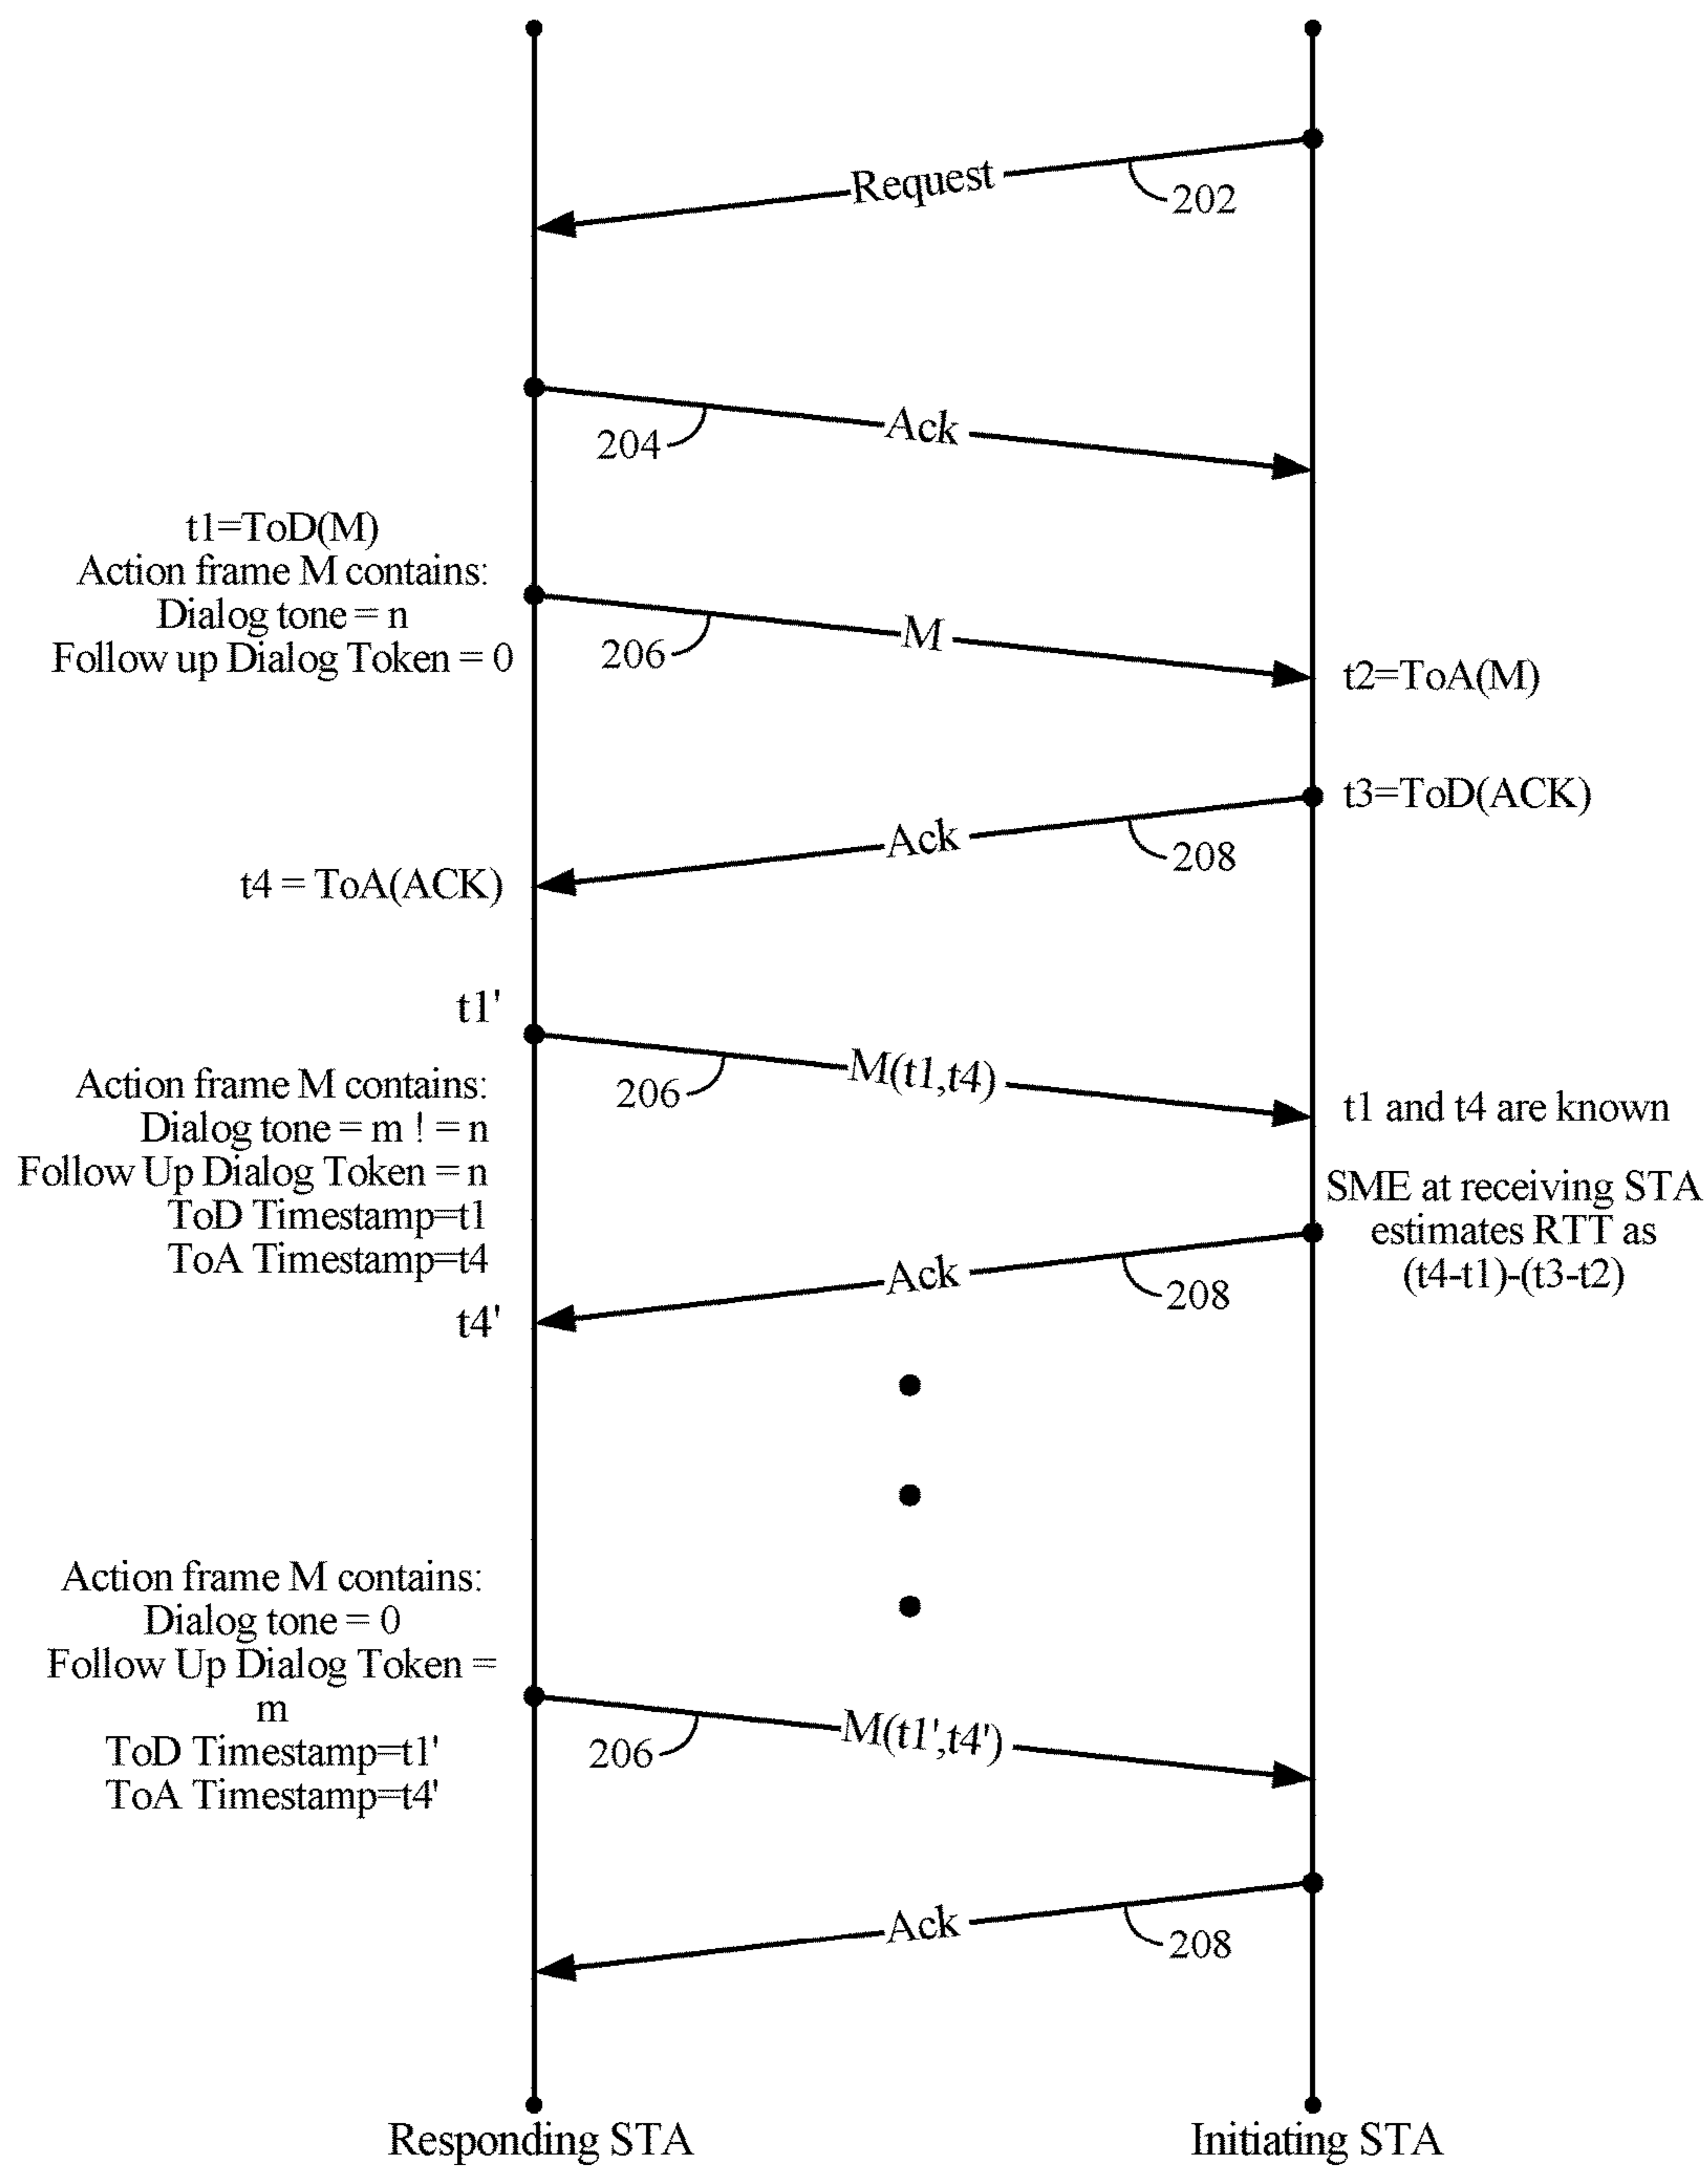 Request
202
Ack
204
t1=ToD(M)
Action frame M contains:
Dialog tone = n
Follow up Dialog Token = 0
M
206
t2=ToA(M)
t3=ToD(ACK)
Ack
208
t4 = ToA(ACK)
t1'
M(t1,t4)
206
Action frame M contains:
Dialog tone = m ! = n
Follow Up Dialog Token = n
ToD Timestamp=t1
ToA Timestamp=t4
t1 and t4 are known
SME at receiving STA
estimates RTT as
(t4-t1)-(t3-t2)
Ack
208
t4'
Action frame M contains:
Dialog tone = 0
Follow Up Dialog Token =
m
ToD Timestamp=t1'
ToA Timestamp=t4'
M(t1',t4')
206
Ack
208
Responding STA
Initiating STA